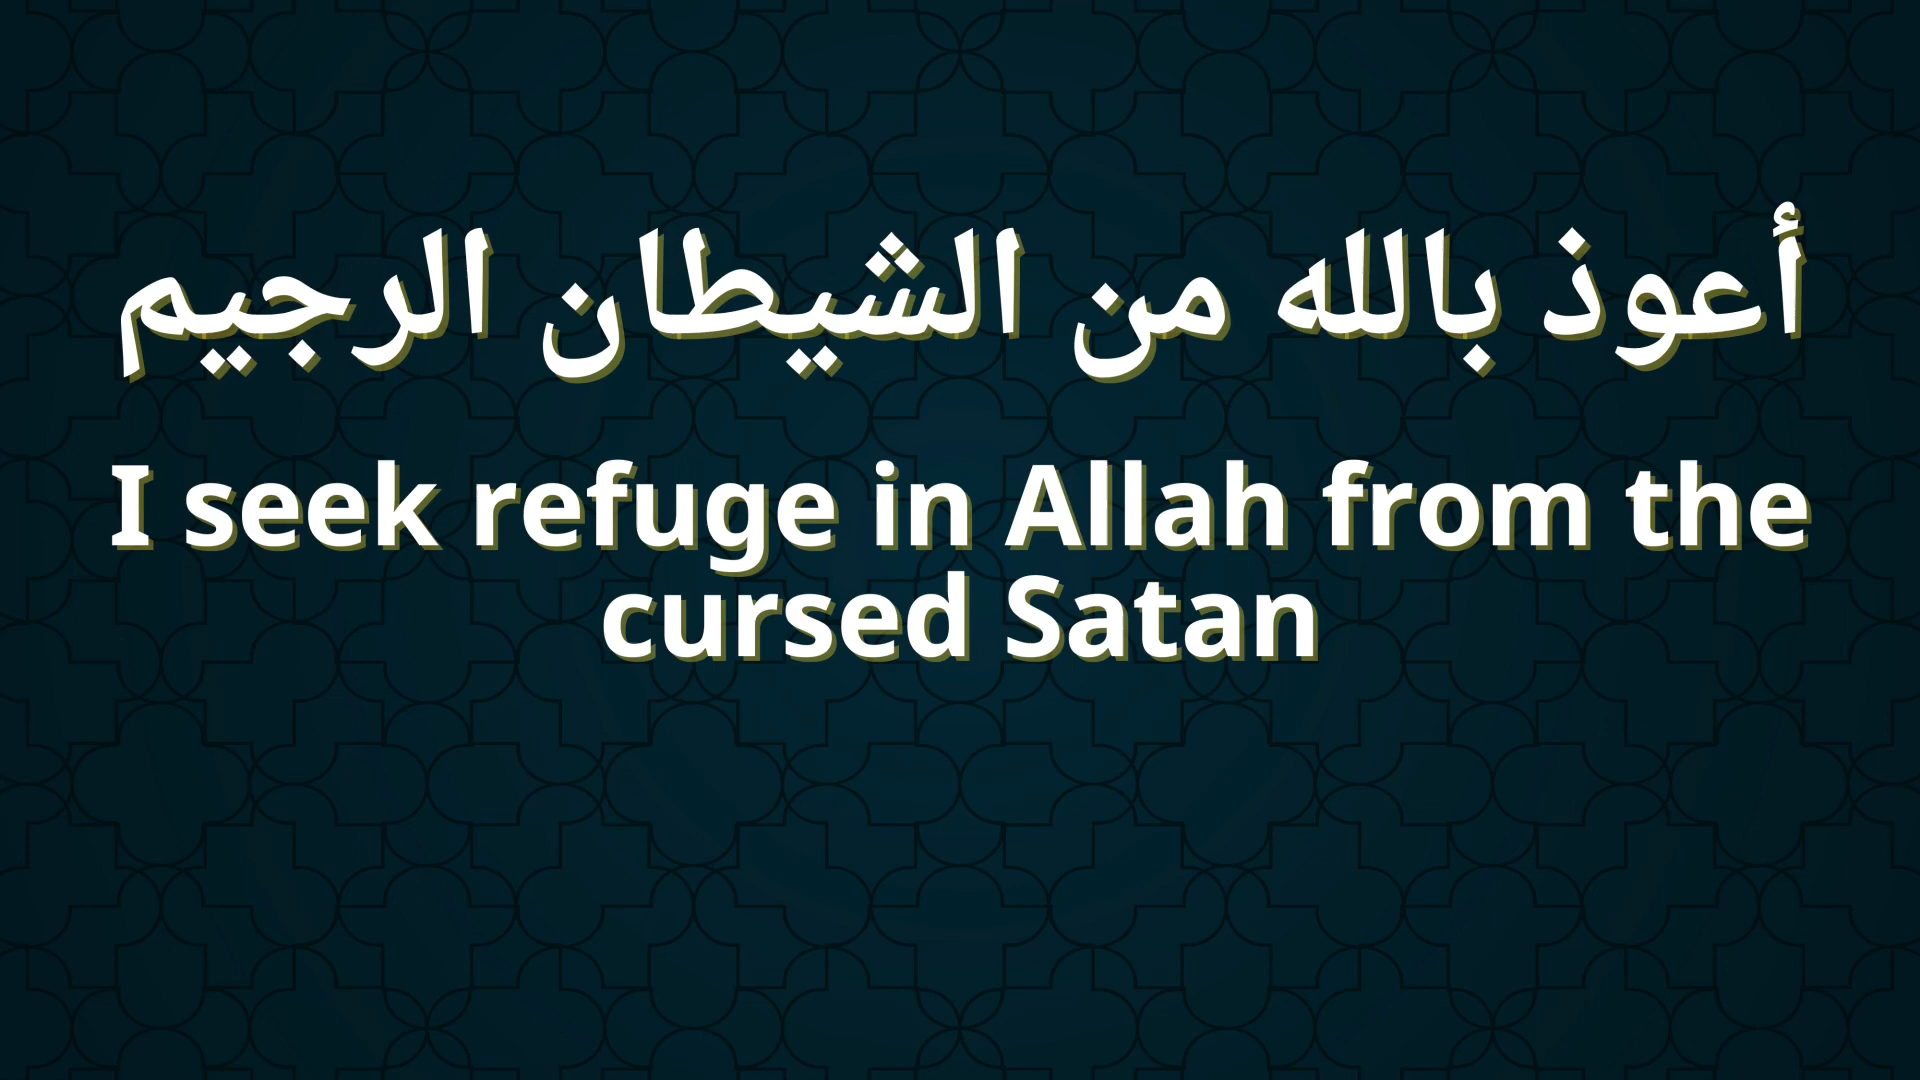 أعوذ بالله من الشيطان الرجيم
I seek refuge in Allah from the
cursed Satan